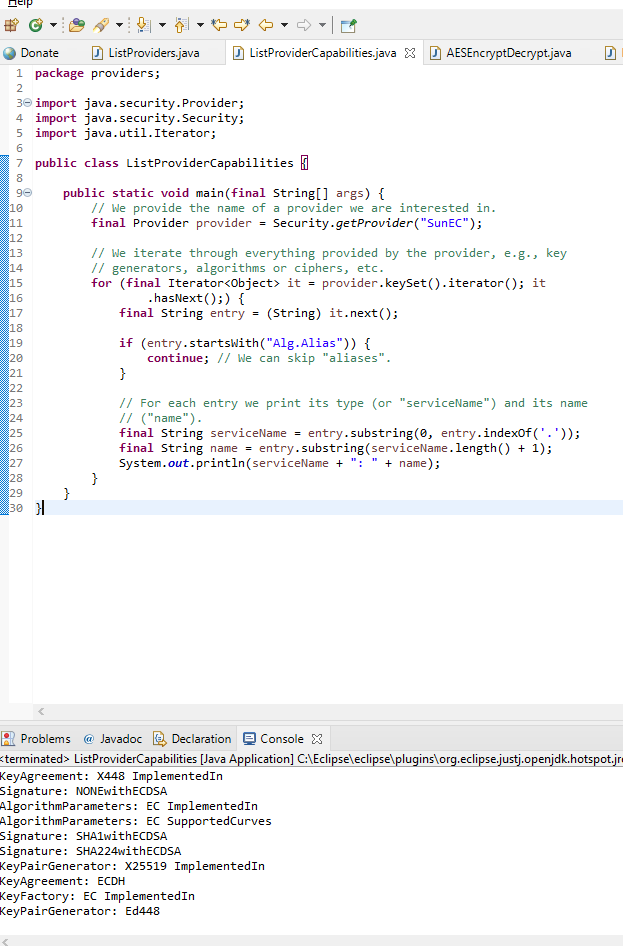 Help
Donate
ListProviders.java
ListProviderCapabilities.java
AESEncryptDecrypt.java
1 package providers;
2
3 import java.security.Provider;
4 import java.security.Security;
5 import java.util.Iterator;
6
7 public class ListProviderCapabilities {
8
9     public static void main(final String[] args) {
10         // We provide the name of a provider we are interested in.
11         final Provider provider = Security.getProvider("SunEC");
12
13         // We iterate through everything provided by the provider, e.g., key
14         // generators, algorithms or ciphers, etc.
15         for (final Iterator<Object> it = provider.keySet().iterator(); it
16                 .hasNext();) {
17             final String entry = (String) it.next();
18
19             if (entry.startsWith("Alg.Alias")) {
20                 continue; // We can skip "aliases".
21             }
22
23             // For each entry we print its type (or "serviceName") and its name
24             // ("name").
25             final String serviceName = entry.substring(0, entry.indexOf('.'));
26             final String name = entry.substring(serviceName.length() + 1);
27             System.out.println(serviceName + ": " + name);
28         }
29     }
30 }
Problems @ Javadoc Declaration Console
<terminated> ListProviderCapabilities [Java Application] C:\Eclipse\eclipse\plugins\org.eclipse.justj.openjdk.hotspot.jr
KeyAgreement: X448 ImplementedIn
Signature: NONEwithECDSA
AlgorithmParameters: EC ImplementedIn
AlgorithmParameters: EC SupportedCurves
Signature: SHA1withECDSA
Signature: SHA224withECDSA
KeyPairGenerator: X25519 ImplementedIn
KeyAgreement: ECDH
KeyFactory: EC ImplementedIn
KeyPairGenerator: Ed448